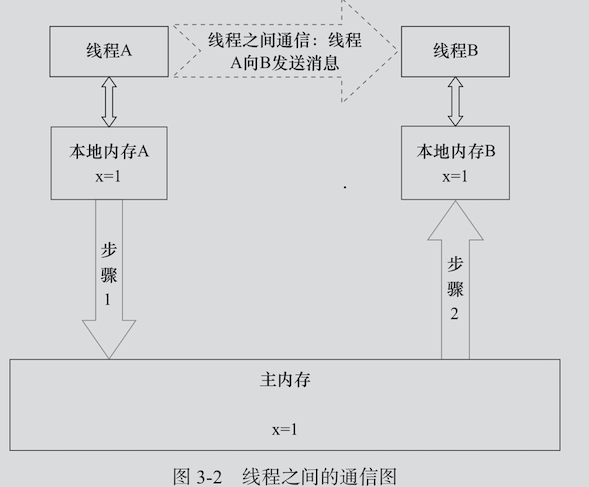 线程A
线程之间通信：线程
A向B发送消息
线程B
本地内存A
x=1
本地内存B
x=1
步
骤
1
步
骤
2
主内存
x=1
图 3-2 线程之间的通信图